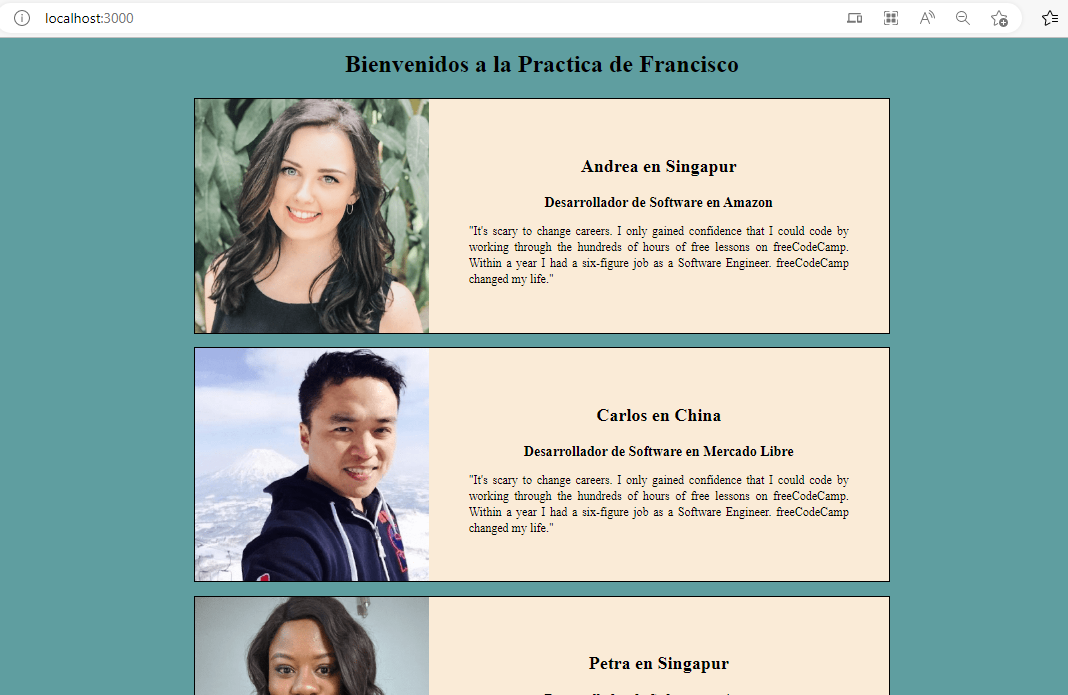 localhost:3000
Bienvenidos a la Practica de Francisco
Andrea en Singapur
Desarrollador de Software en Amazon
"It's scary to change careers. I only gained confidence that I could code by
working through the hundreds of hours of free lessons on freeCodeCamp.
Within a year I had a six-figure job as a Software Engineer. freeCodeCamp
changed my life."
Carlos en China
Desarrollador de Software en Mercado Libre
"It's scary to change careers. I only gained confidence that I could code by
working through the hundreds of hours of free lessons on freeCodeCamp.
Within a year I had a six-figure job as a Software Engineer. freeCodeCamp
changed my life."
Petra en Singapur